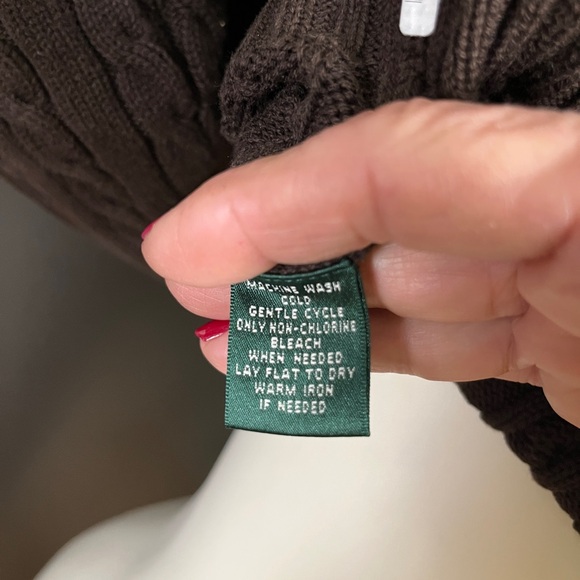 MACHINE WASH
COLD
GENTLE CYCLE
ONLY NON-CHLORINE
BLEACH
WHEN NEEDED
LAY FLAT TO DRY
WARM IRON
IF NEEDED